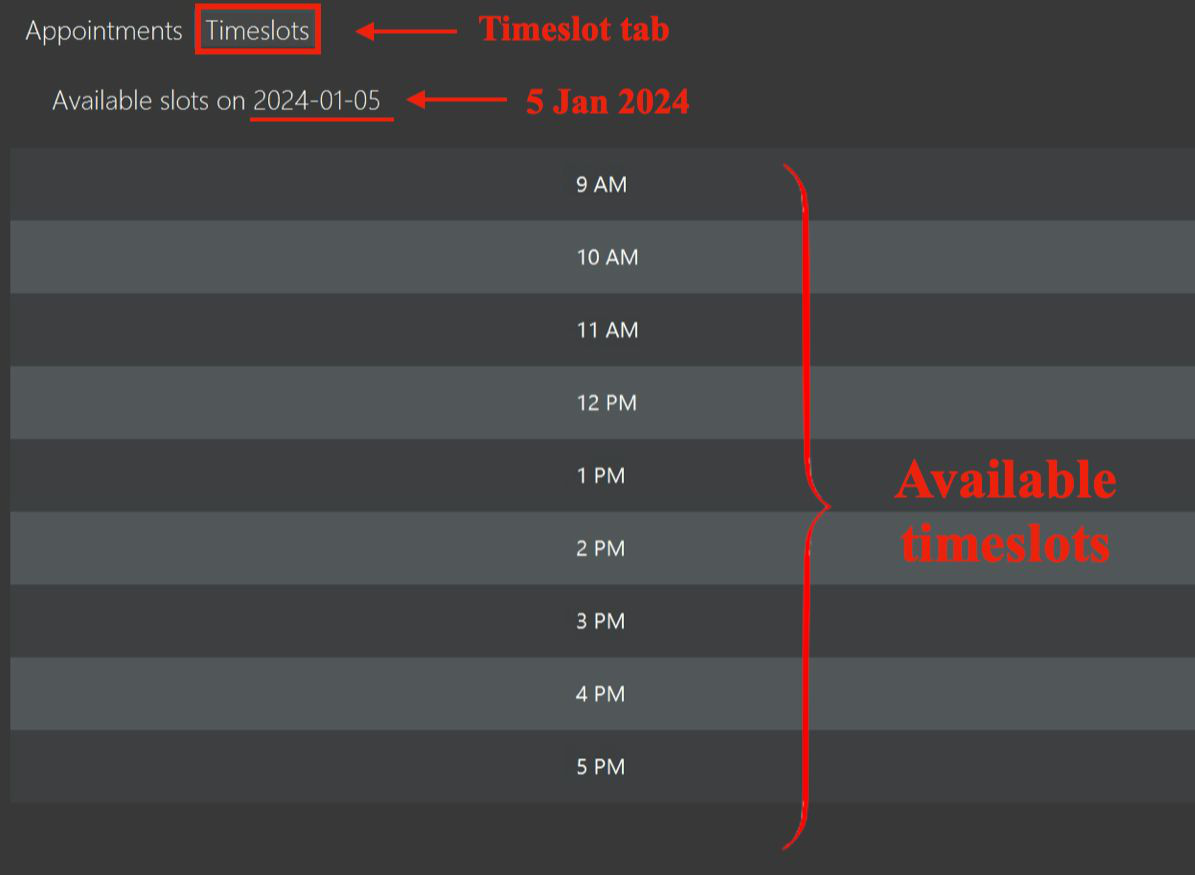 Appointments Timeslots Timeslot tab
Available slots on 2024-01-05 5 Jan 2024
9 AM
10 AM
11 AM
12 PM
1 PM
Available
timeslots
2 PM
3 PM
4 PM
5 PM